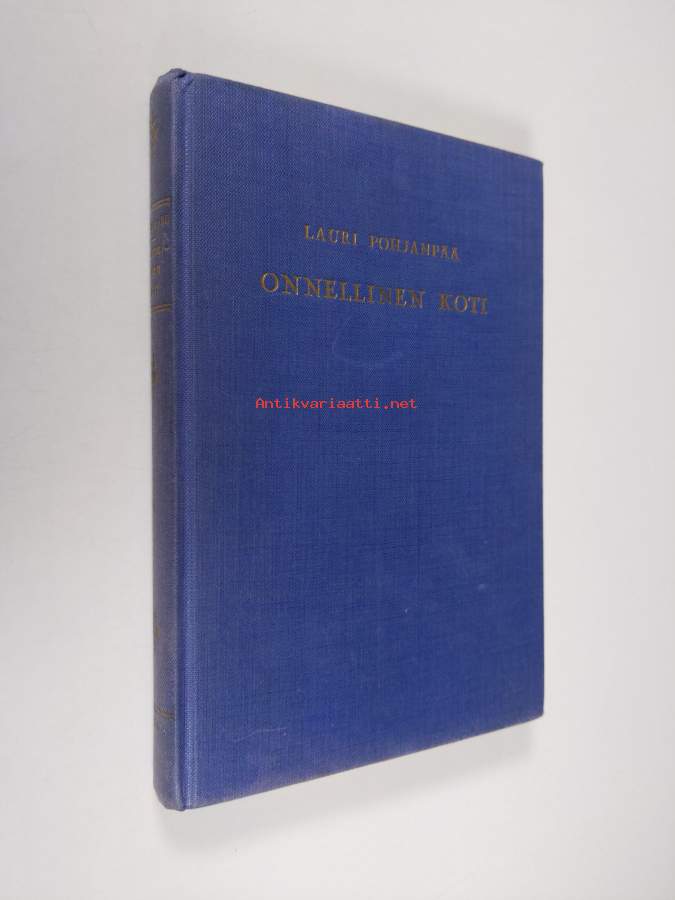 LAURI POHJANPÄÄ
ONNELLINEN KOTI
Antikvariaatti.net